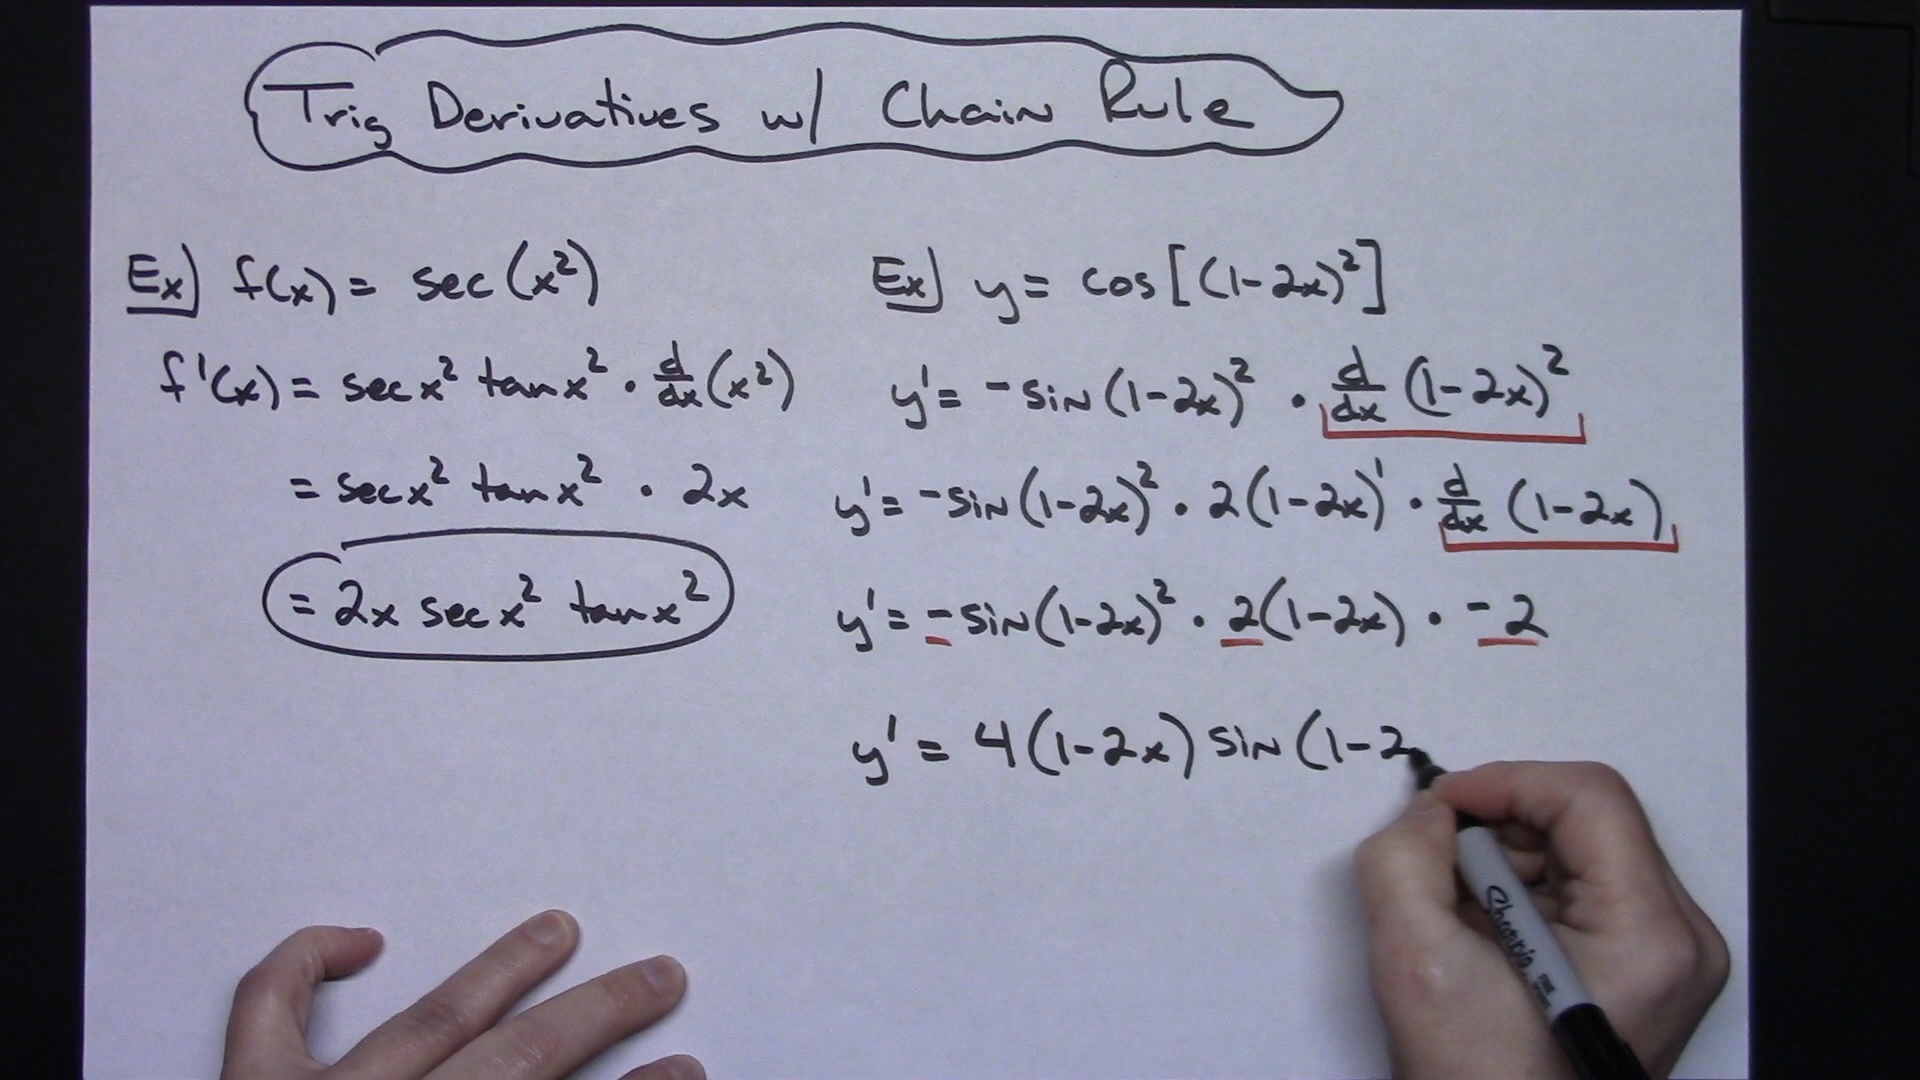 Trig Derivatives w/ Chain Rule
Ex) f(x) = sec(x²)
f'(x) = secx² tanx² · d/dx (x²)
= secx² tanx² · 2x
= 2x secx² tanx²
Ex) y = cos[(1-2x)²]
y' = -sin(1-2x)² · d/dx (1-2x)²
y' = -sin(1-2x)² · 2(1-2x)¹ · d/dx (1-2x)
y' = -sin(1-2x)² · 2(1-2x) · -2
y' = 4(1-2x) sin(1-2
Sharpie